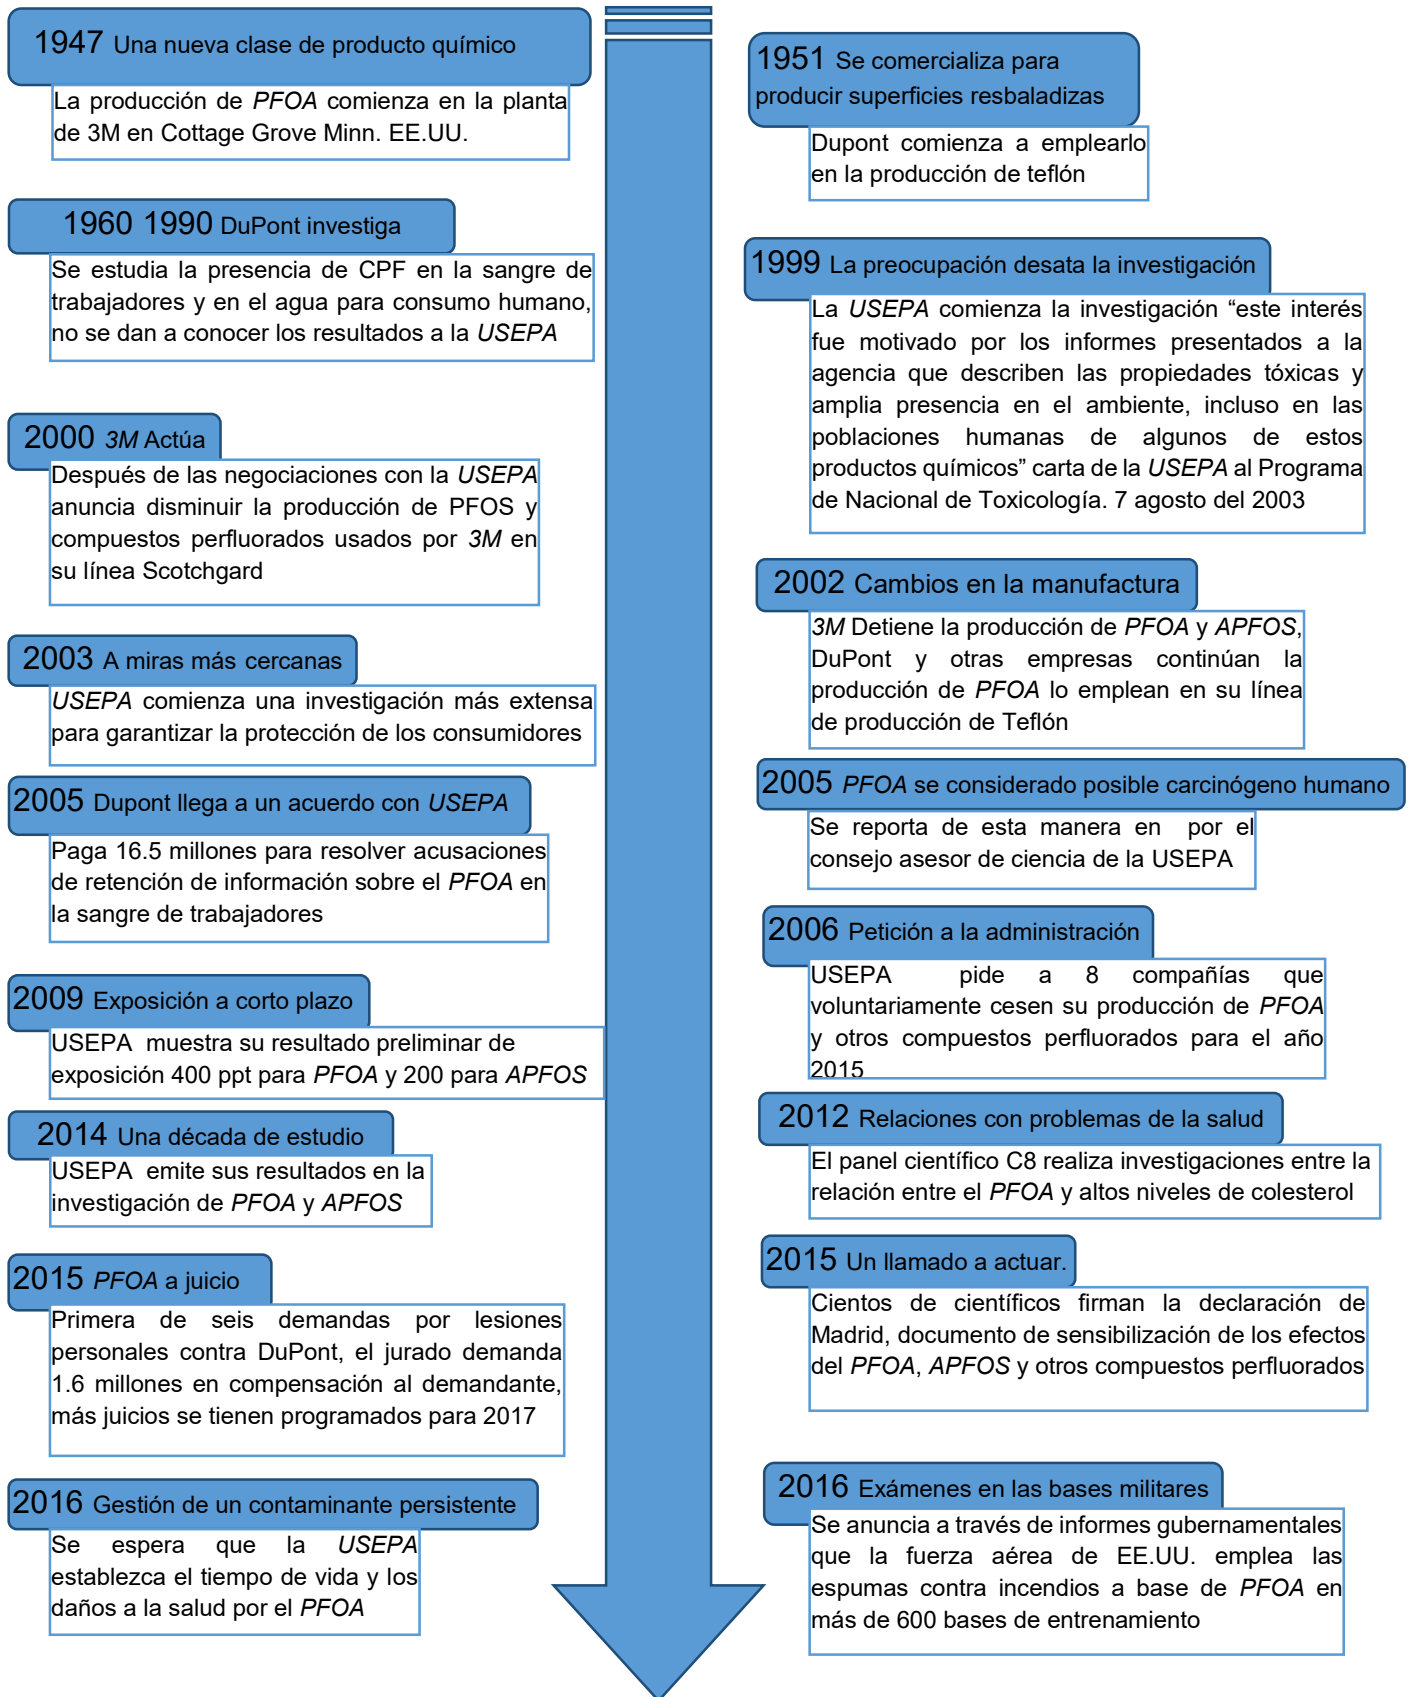 1947 Una nueva clase de producto químico
La producción de PFOA comienza en la planta
de 3M en Cottage Grove Minn. EE.UU.
1951 Se comercializa para
producir superficies resbaladizas
Dupont comienza a emplearlo
en la producción de teflón
1960 1990 DuPont investiga
Se estudia la presencia de CPF en la sangre de
trabajadores y en el agua para consumo humano,
no se dan a conocer los resultados a la USEPA
1999 La preocupación desata la investigación
La USEPA comienza la investigación “este interés
fue motivado por los informes presentados a la
agencia que describen las propiedades tóxicas y
amplia presencia en el ambiente, incluso en las
poblaciones humanas de algunos de estos
productos químicos” carta de la USEPA al Programa
de Nacional de Toxicología. 7 agosto del 2003
2000 3M Actúa
Después de las negociaciones con la USEPA
anuncia disminuir la producción de PFOS y
compuestos perfluorados usados por 3M en
su línea Scotchgard
2002 Cambios en la manufactura
3M Detiene la producción de PFOA y APFOS,
DuPont y otras empresas continúan la
producción de PFOA lo emplean en su línea
de producción de Teflón
2003 A miras más cercanas
USEPA comienza una investigación más extensa
para garantizar la protección de los consumidores
2005 Dupont llega a un acuerdo con USEPA
Paga 16.5 millones para resolver acusaciones
de retención de información sobre el PFOA en
la sangre de trabajadores
2005 PFOA se considerado posible carcinógeno humano
Se reporta de esta manera en por el
consejo asesor de ciencia de la USEPA
2006 Petición a la administración
USEPA pide a 8 compañías que
voluntariamente cesen su producción de PFOA
y otros compuestos perfluorados para el año
2015
2009 Exposición a corto plazo
USEPA muestra su resultado preliminar de
exposición 400 ppt para PFOA y 200 para APFOS
2012 Relaciones con problemas de la salud
El panel científico C8 realiza investigaciones entre la
relación entre el PFOA y altos niveles de colesterol
2014 Una década de estudio
USEPA emite sus resultados en la
investigación de PFOA y APFOS
2015 PFOA a juicio
Primera de seis demandas por lesiones
personales contra DuPont, el jurado demanda
1.6 millones en compensación al demandante,
más juicios se tienen programados para 2017
2015 Un llamado a actuar.
Cientos de científicos firman la declaración de
Madrid, documento de sensibilización de los efectos
del PFOA, APFOS y otros compuestos perfluorados
2016 Gestión de un contaminante persistente
Se espera que la USEPA
establezca el tiempo de vida y los
daños a la salud por el PFOA
2016 Exámenes en las bases militares
Se anuncia a través de informes gubernamentales
que la fuerza aérea de EE.UU. emplea las
espumas contra incendios a base de PFOA en
más de 600 bases de entrenamiento